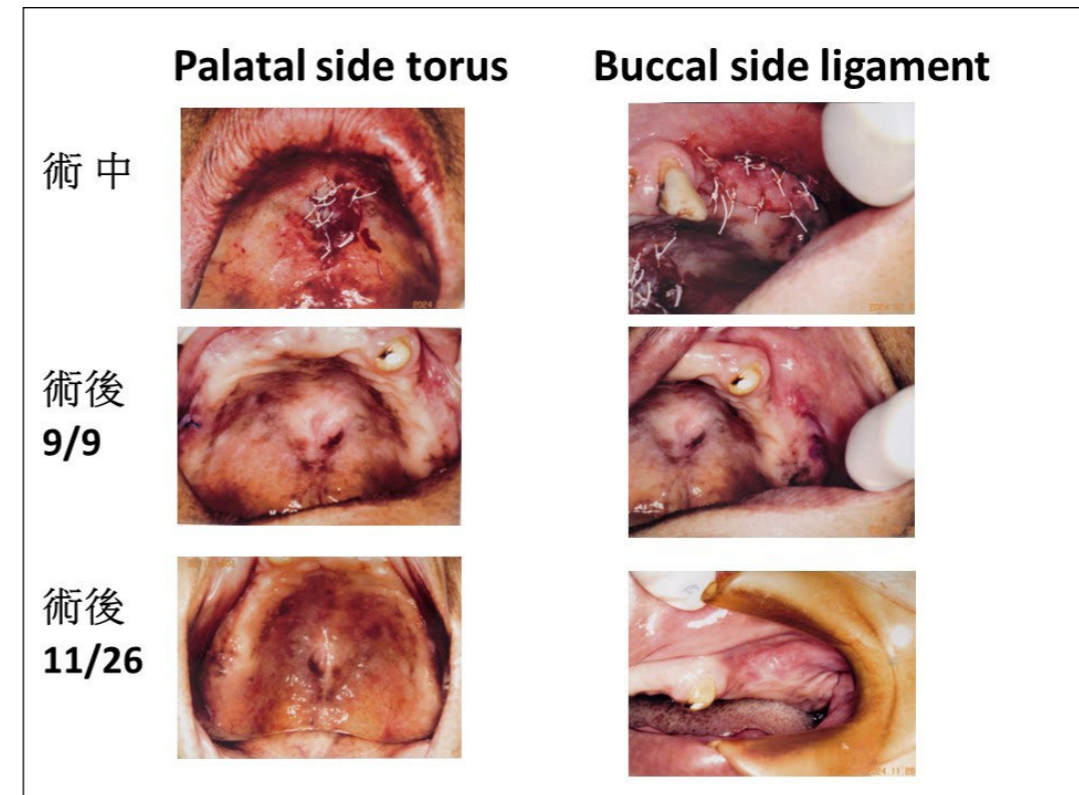 Palatal side torus
Buccal side ligament
術 中
術後
9/9
術後
11/26